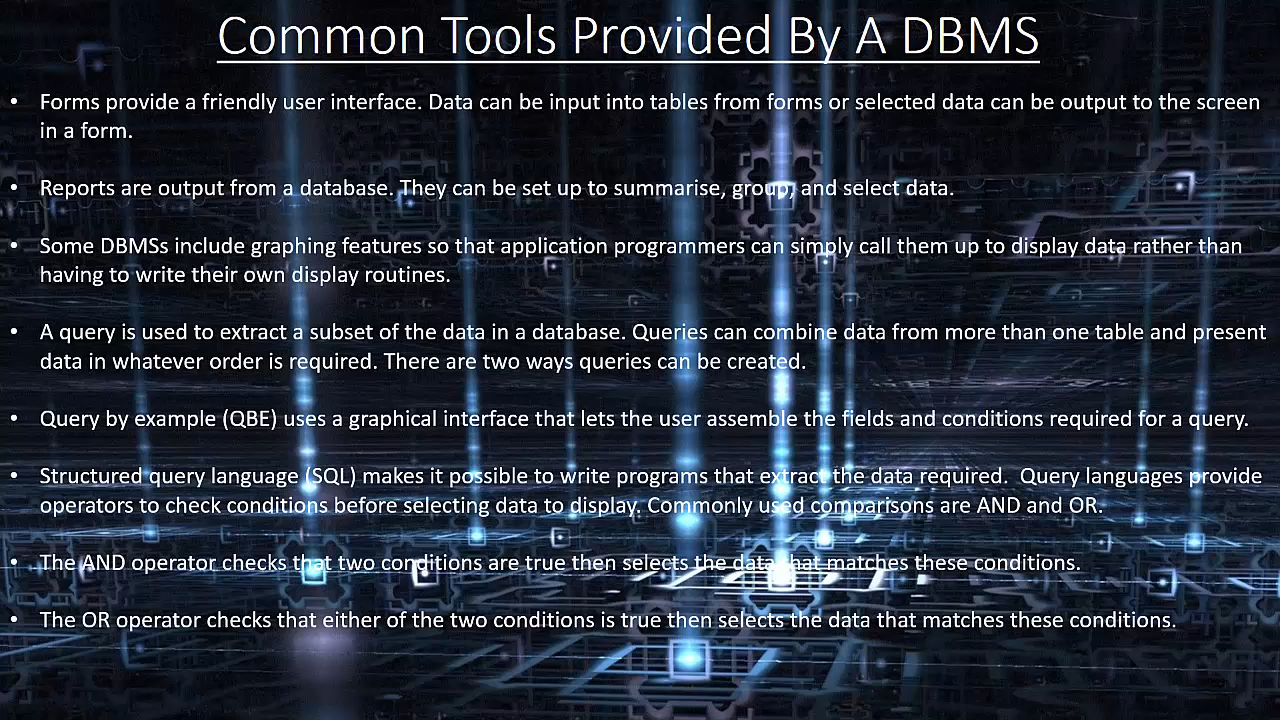 Common Tools Provided By A DBMS
• Forms provide a friendly user interface. Data can be input into tables from forms or selected data can be output to the screen
in a form.
• Reports are output from a database. They can be set up to summarise, group, and select data.
• Some DBMSs include graphing features so that application programmers can simply call them up to display data rather than
having to write their own display routines.
• A query is used to extract a subset of the data in a database. Queries can combine data from more than one table and present
data in whatever order is required. There are two ways queries can be created.
• Query by example (QBE) uses a graphical interface that lets the user assemble the fields and conditions required for a query.
• Structured query language (SQL) makes it possible to write programs that extract the data required.  Query languages provide
operators to check conditions before selecting data to display. Commonly used comparisons are AND and OR.
• The AND operator checks that two conditions are true then selects the data that matches these conditions.
• The OR operator checks that either of the two conditions is true then selects the data that matches these conditions.